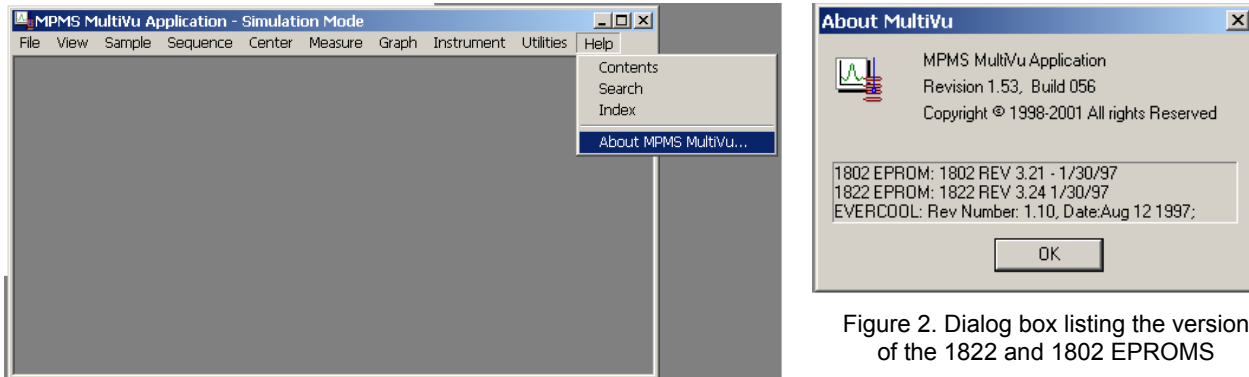 MPMS MultiVu Application - Simulation Mode
File View Sample Sequence Center Measure Graph Instrument Utilities Help
Contents
Search
Index
About MPMS MultiVu...
About MultiVu
MPMS MultiVu Application
Revision 1.53, Build 056
Copyright © 1998-2001 All rights Reserved
1802 EPROM: 1802 REV 3.21 - 1/30/97
1822 EPROM: 1822 REV 3.24 1/30/97
EVERCOOL: Rev Number: 1.10, Date:Aug 12 1997;
OK
Figure 2. Dialog box listing the version
of the 1822 and 1802 EPROMS